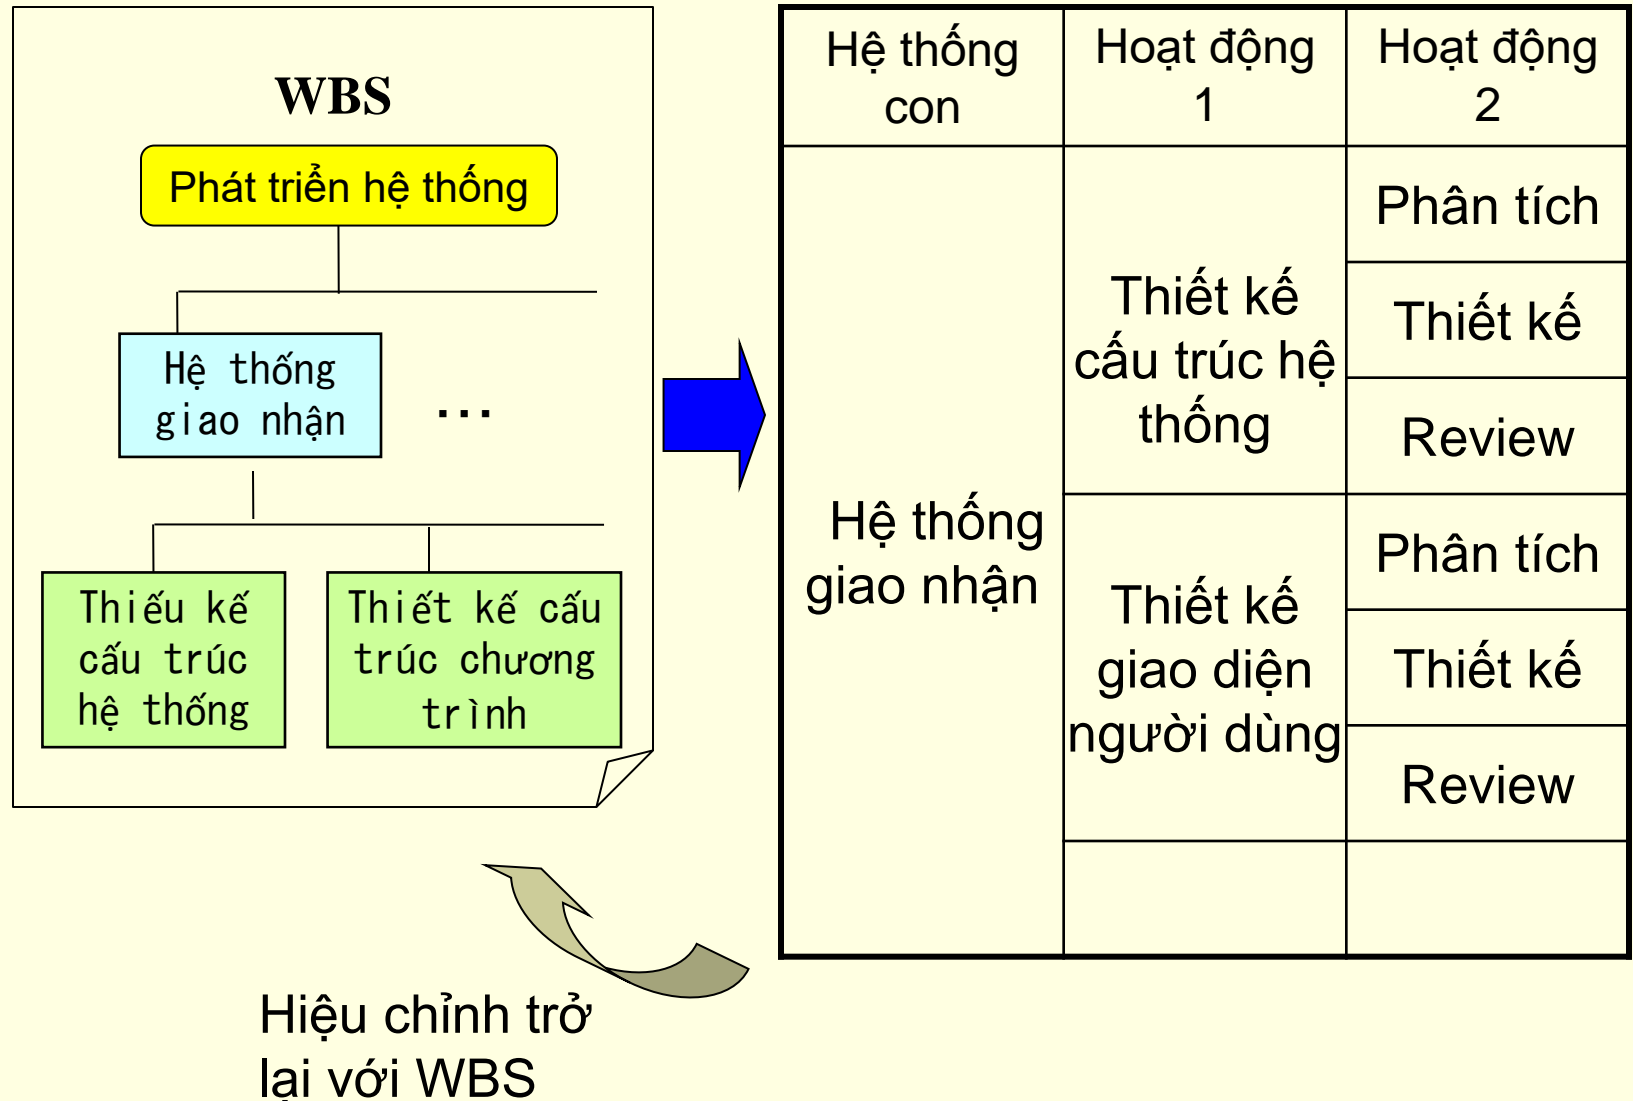 WBS
Phát triển hệ thống
Hệ thống
giao nhận
...
Thiếu kế
cấu trúc
hệ thống
Thiết kế cấu
trúc chương
trình
Hệ thống
con
Hoạt động
1
Hoạt động
2
Hệ thống
giao nhận
Thiết kế
cấu trúc hệ
thống
Phân tích
Thiết kế
Review
Thiết kế
giao diện
người dùng
Phân tích
Thiết kế
Review
Hiệu chỉnh trở
lại với WBS